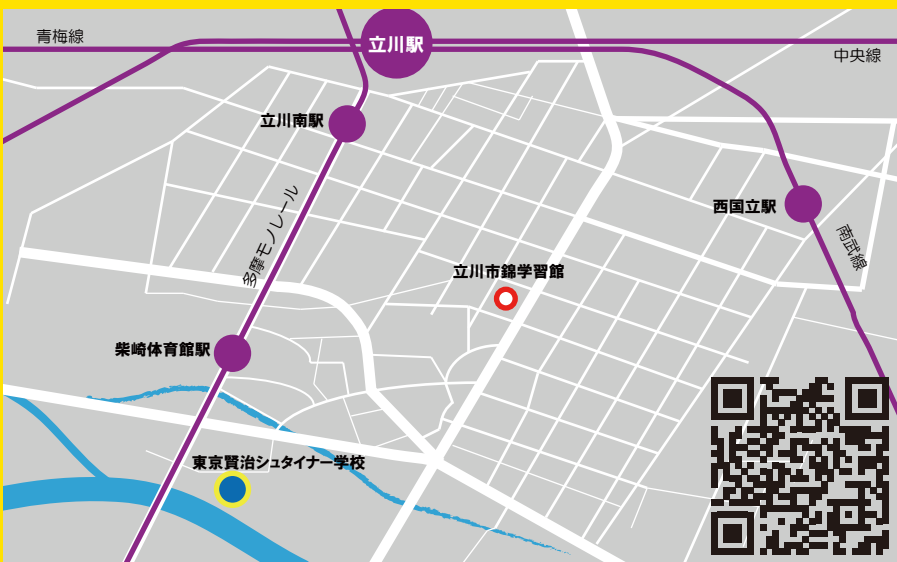 青梅線
立川駅
中央線
立川南駅
多摩モノレール
西国立駅
南武線
立川市錦学習館
柴崎体育館駅
東京賢治シュタイナー学校